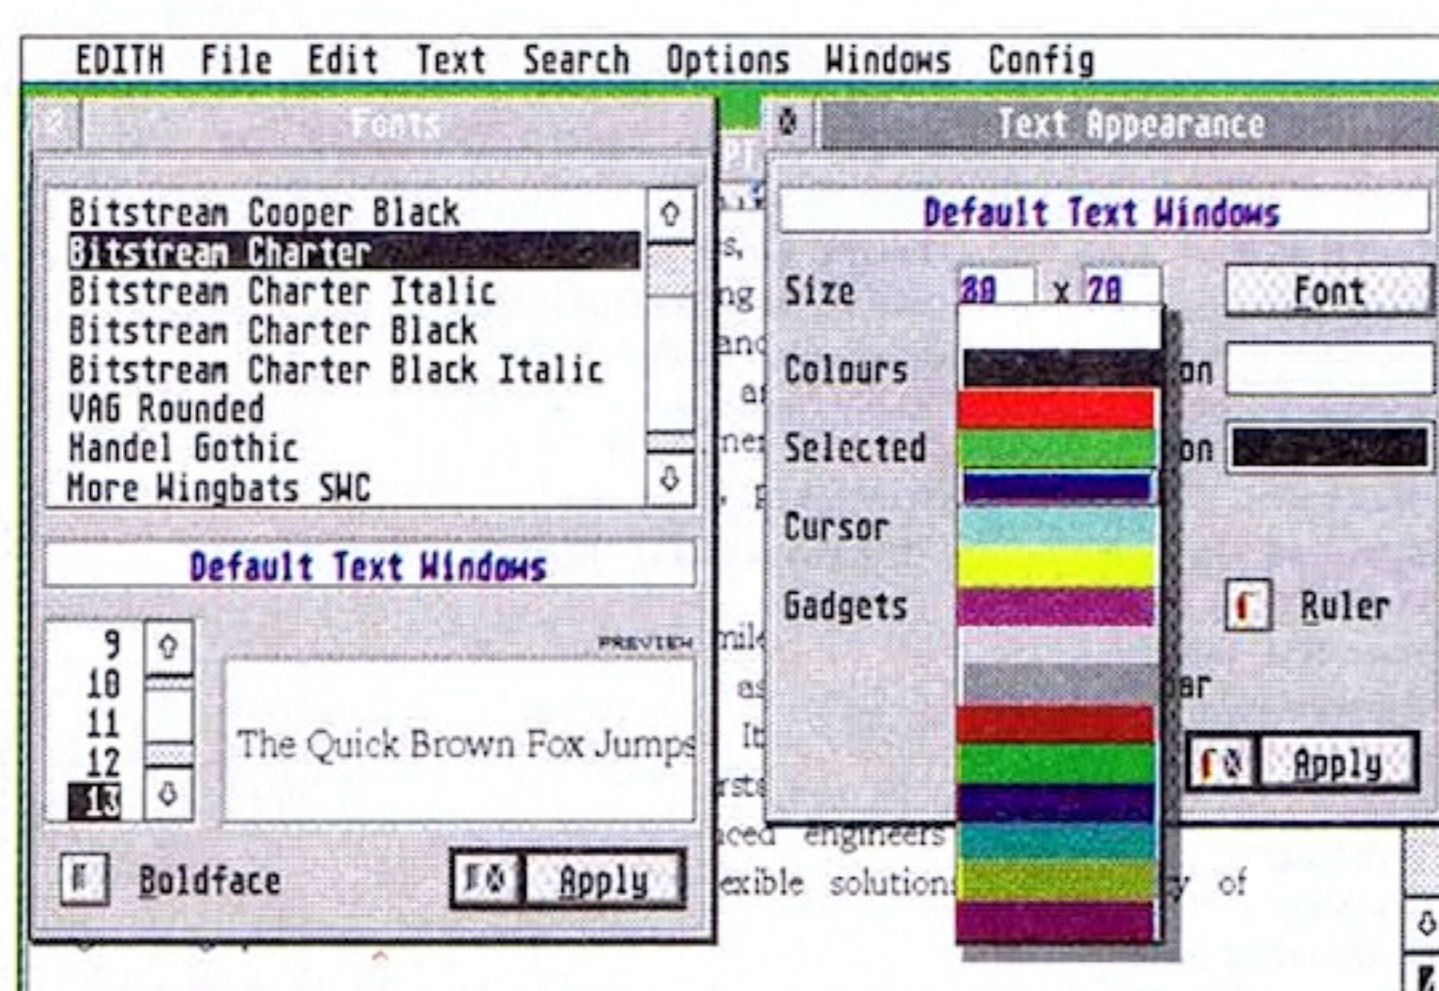 EDITH File Edit Text Search Options Windows Config
Fonts
Bitstream Cooper Black
Bitstream Charter
Bitstream Charter Italic
Bitstream Charter Black
Bitstream Charter Black Italic
VAG Rounded
Handel Gothic
More Wingbats SWC
Default Text Windows
9
10
11
12
13
PREVIEW
The Quick Brown Fox Jumps
Boldface
Apply
Text Appearance
Default Text Windows
Size 80 x 20 Font
Colours on
Selected on
Cursor
Gadgets Ruler
ar
Apply
engineers
exible solution
of